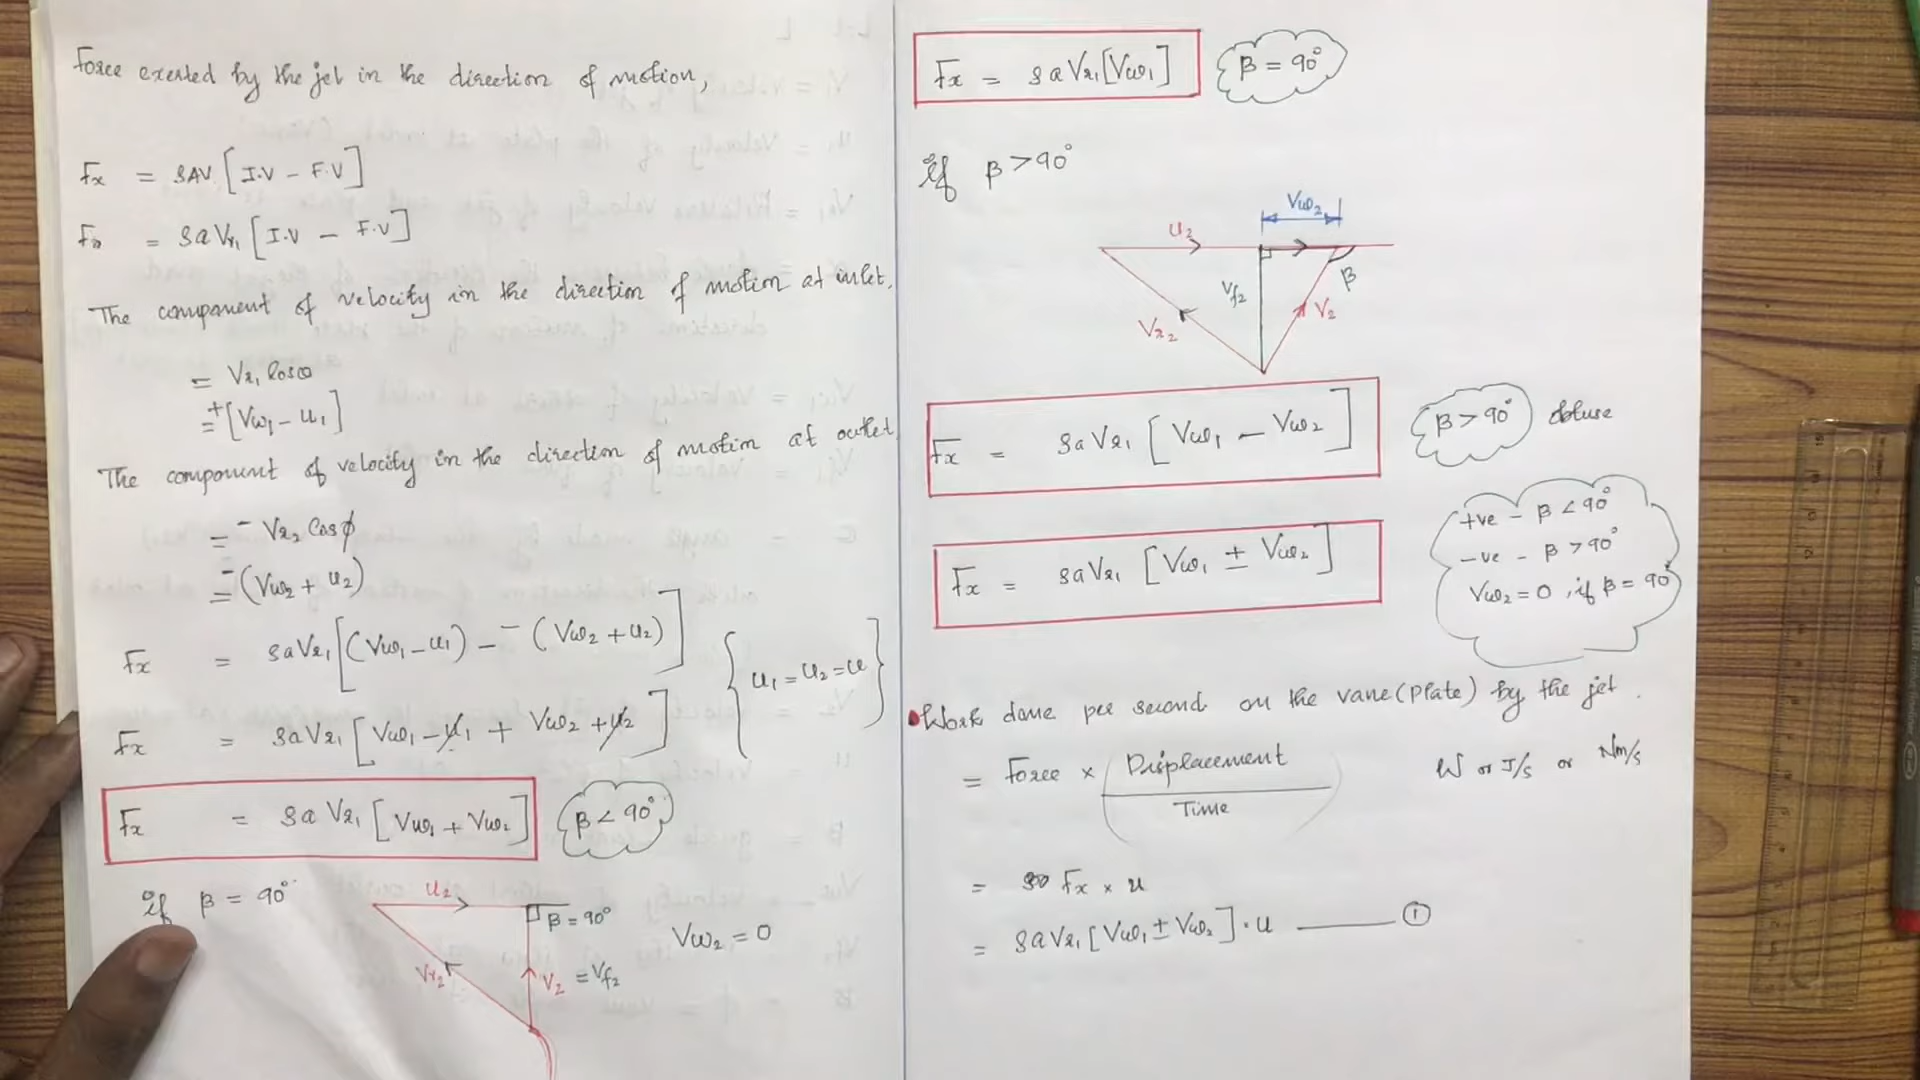 Force exerted by the jet in the direction of motion,
Fx = ρAV [I.V - F.V]
Fx = ρaVr1 [I.V - F.V]
The component of velocity in the direction of motion at inlet.
= Vr1 Cosθ
= +[Vw1 - u1]
The component of velocity in the direction of motion at outlet
= - Vr2 Cosϕ
= -(Vw2 + u2)
Fx = ρaVr1 [(Vw1 - u1) - -(Vw2 + u2)]
{u1 = u2 = u}
Fx = ρaVr1 [Vw1 - u1 + Vw2 + u2]
Fx = ρaVr1 [Vw1 + Vw2]
β < 90°
if β = 90°
u2
β = 90°
Vw2 = 0
Vr2
V2 = Vf2
Fx = ρaVr1 [Vw1]
β = 90°
if β > 90°
Vw2
u2
Vf2
β
Vr2
V2
Fx = ρaVr1 [Vw1 - Vw2]
β > 90° obtuse
Fx = ρaVr1 [Vw1 ± Vw2]
+ve - β < 90°
-ve - β > 90°
Vw2 = 0, if β = 90°
Work done per second on the vane (plate) by the jet.
= Force × (Displacement / Time)
W or J/s or Nm/s
= Fx × u
= ρaVr1 [Vw1 ± Vw2] · u —— ①